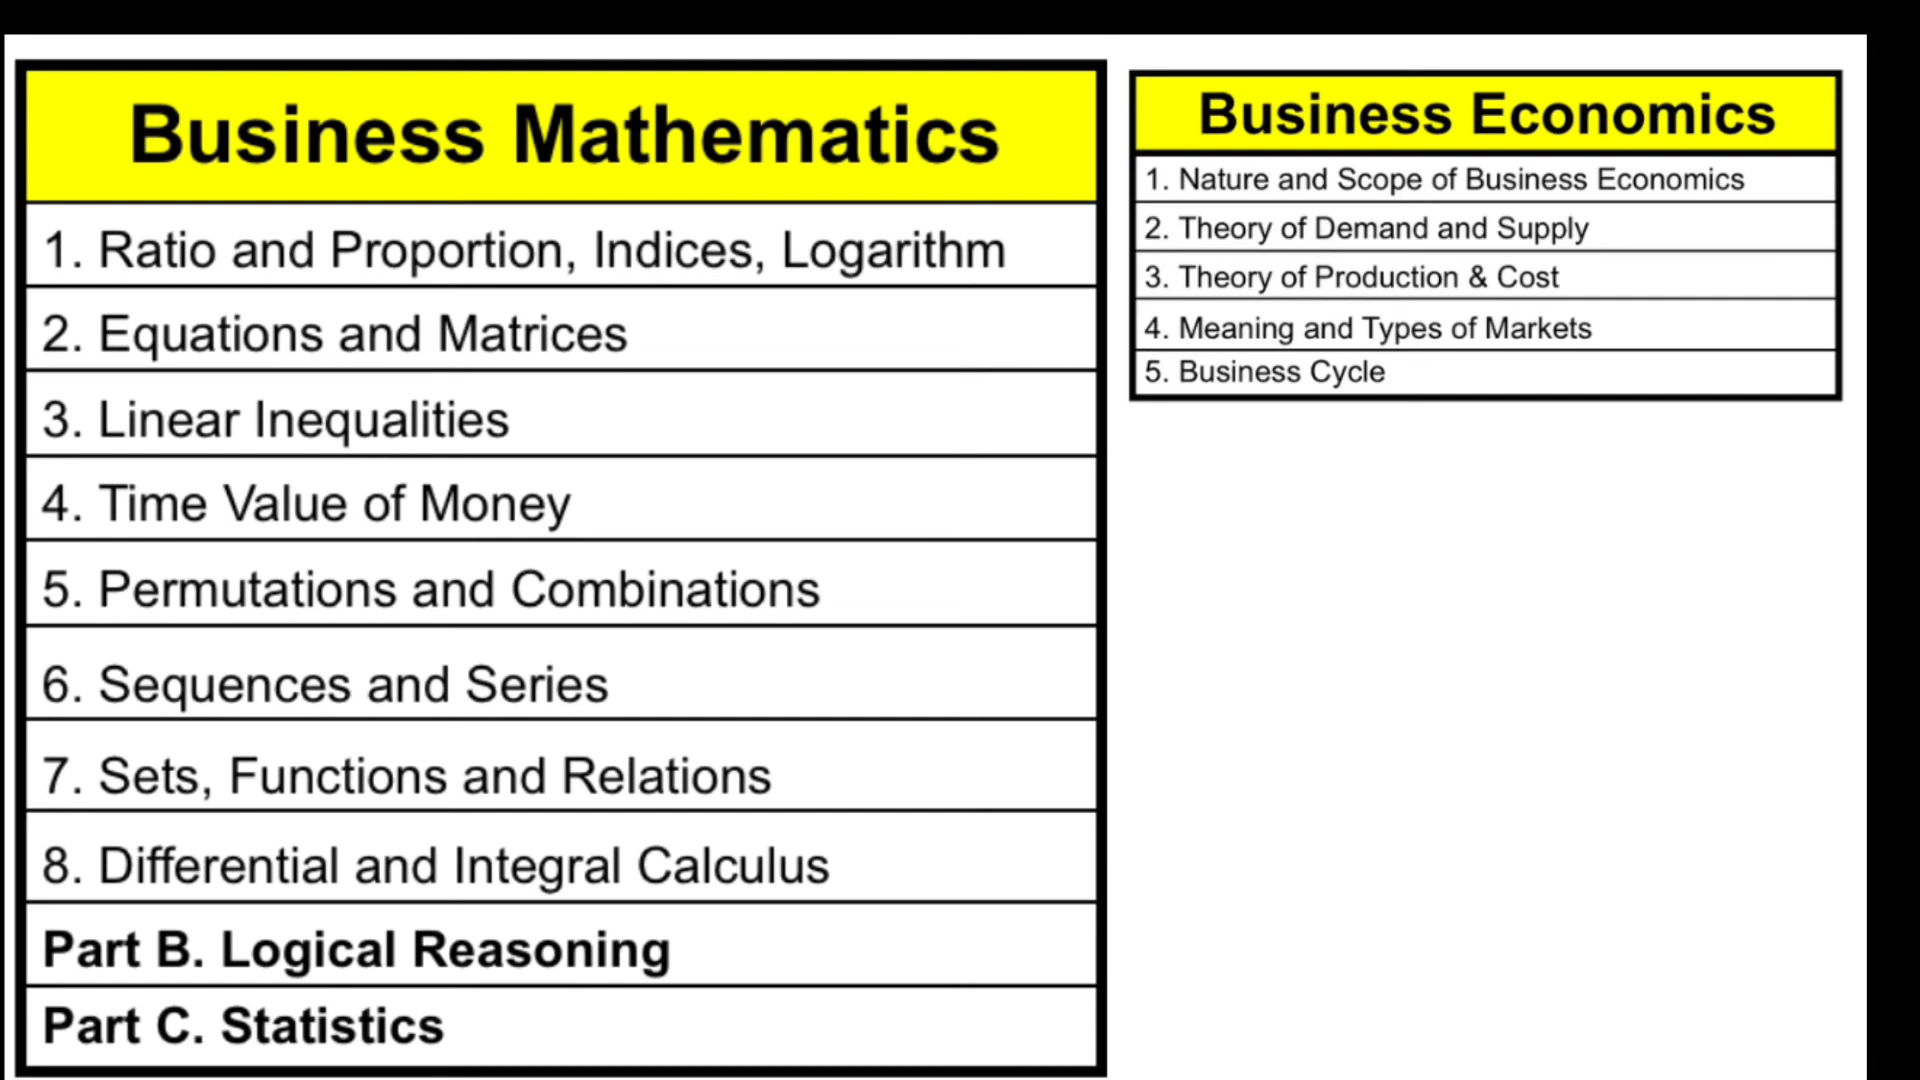 Business Mathematics
1. Ratio and Proportion, Indices, Logarithm
2. Equations and Matrices
3. Linear Inequalities
4. Time Value of Money
5. Permutations and Combinations
6. Sequences and Series
7. Sets, Functions and Relations
8. Differential and Integral Calculus
Part B. Logical Reasoning
Part C. Statistics
Business Economics
1. Nature and Scope of Business Economics
2. Theory of Demand and Supply
3. Theory of Production & Cost
4. Meaning and Types of Markets
5. Business Cycle